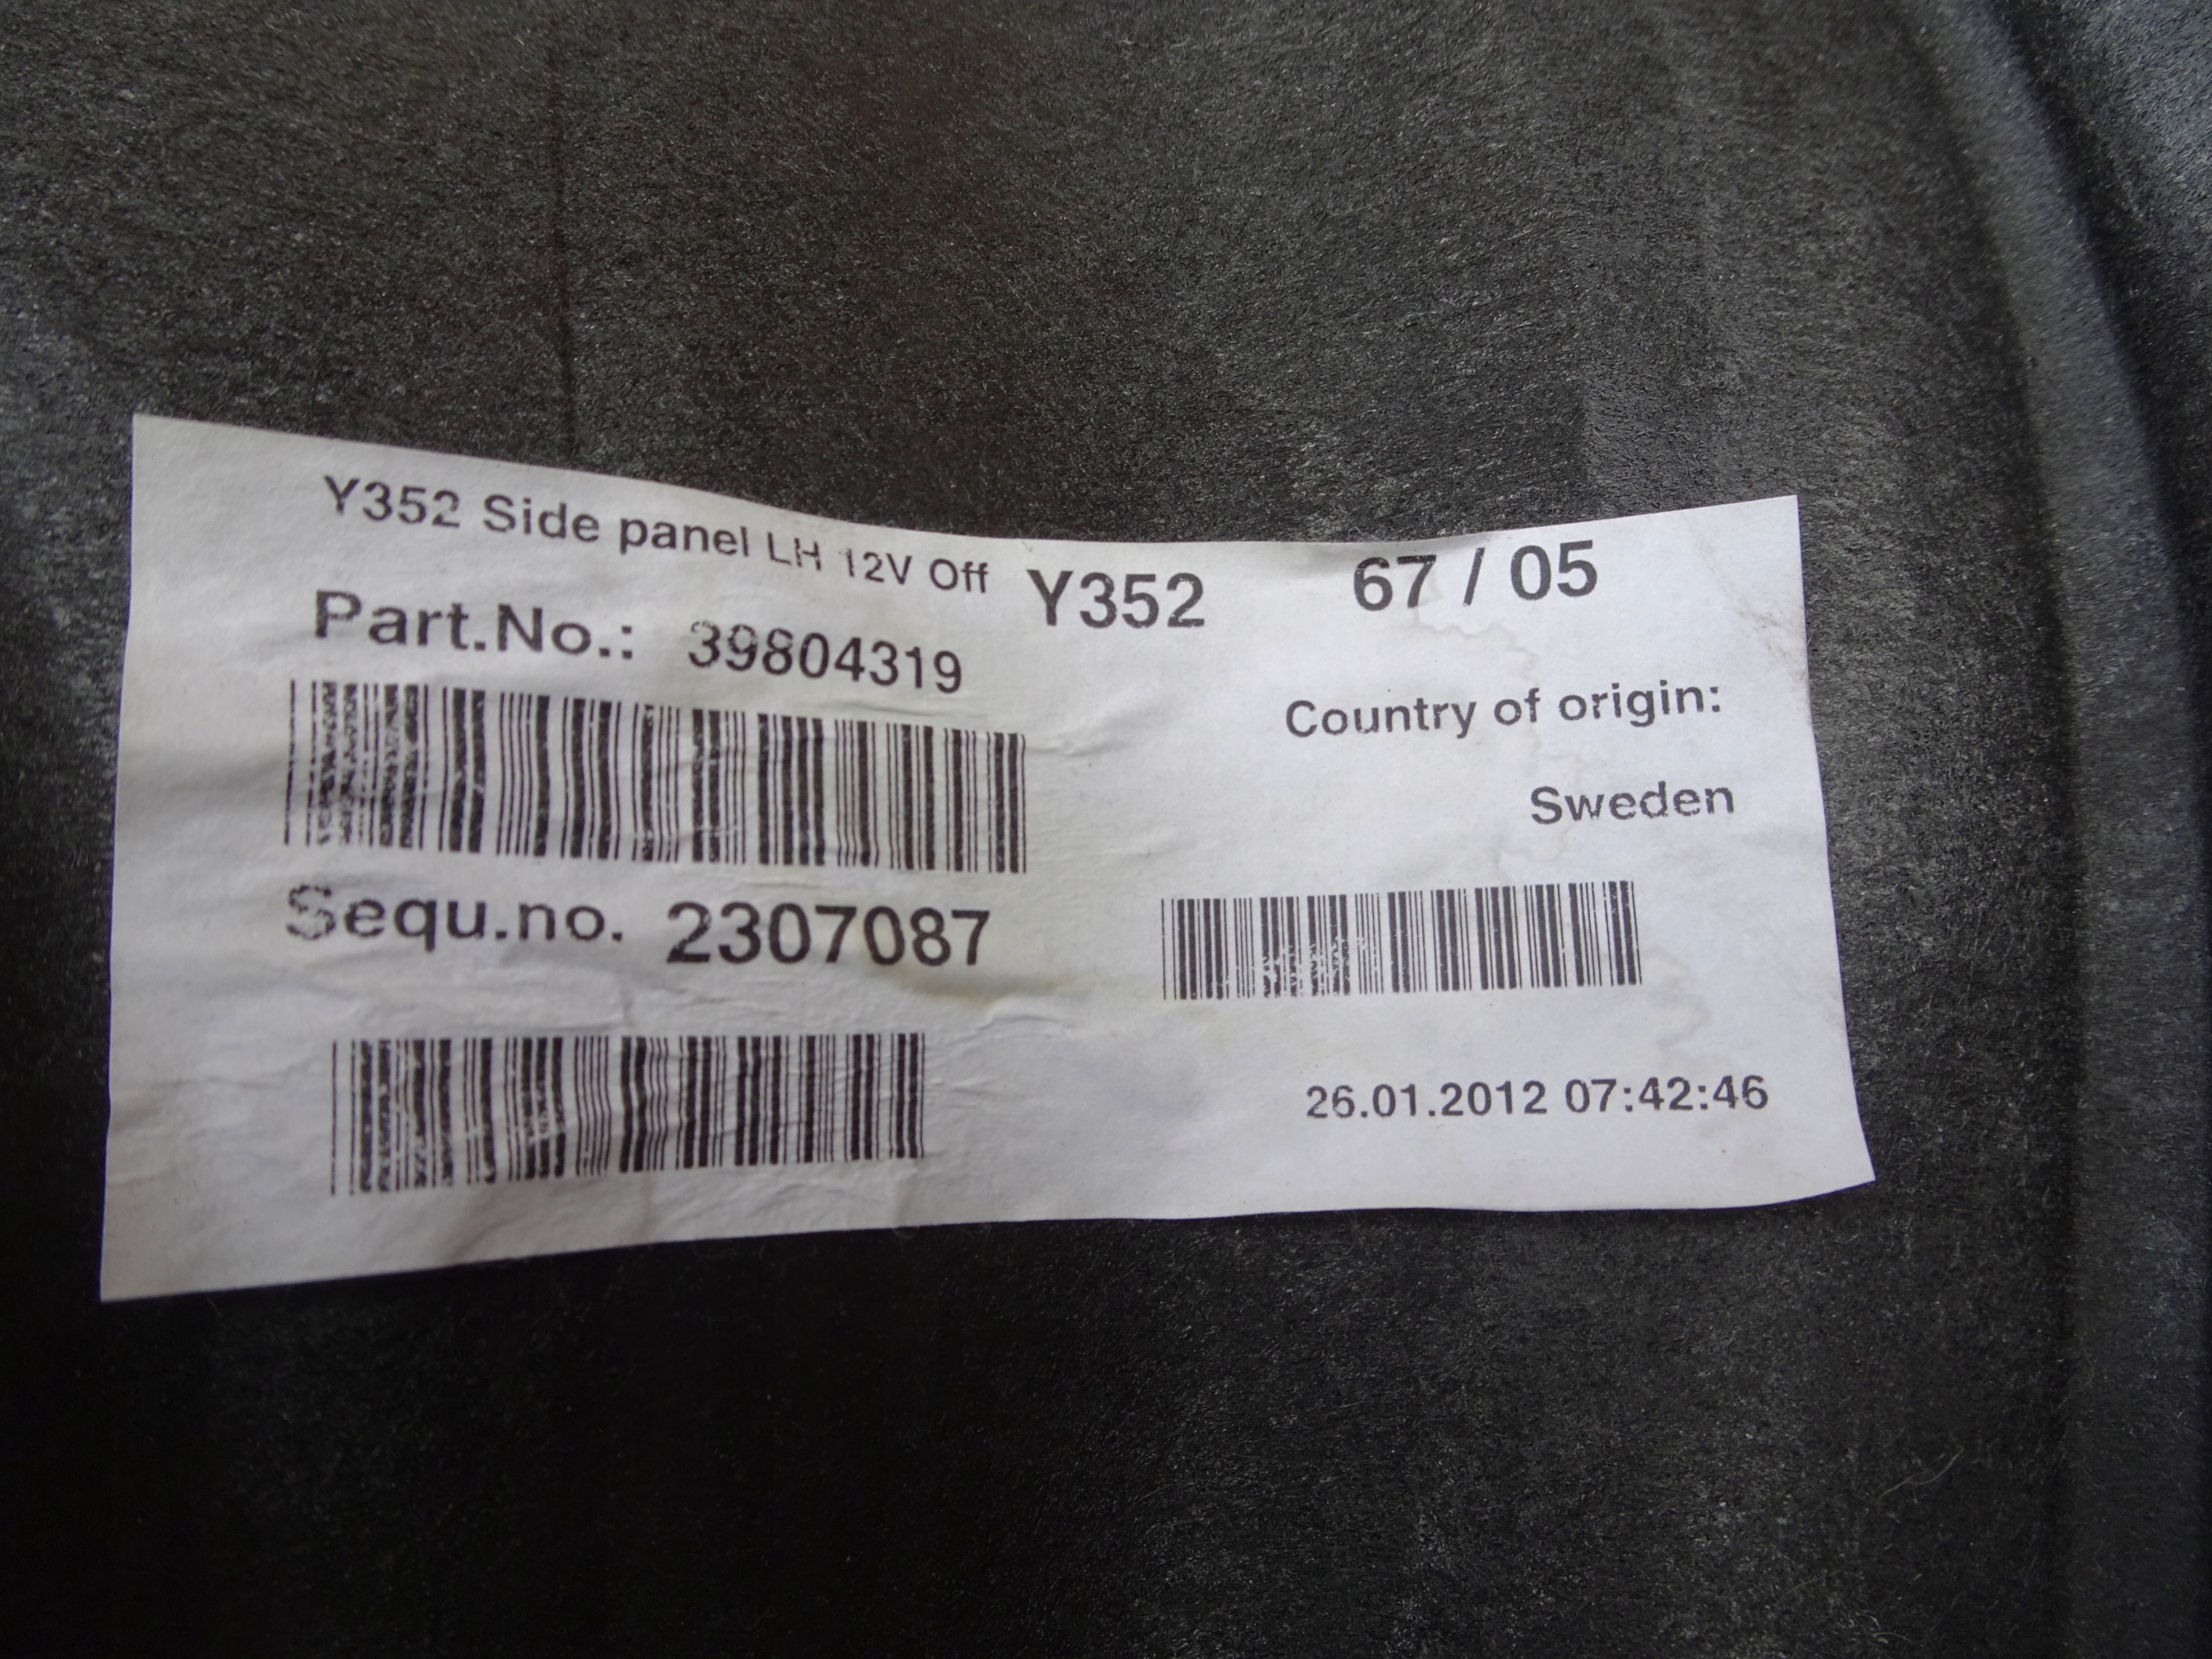 Y352 Side panel LH 12V Off
Y352 67 / 05
Part.No.: 39804319
Country of origin:
Sweden
Sequ.no. 2307087
26.01.2012 07:42:46